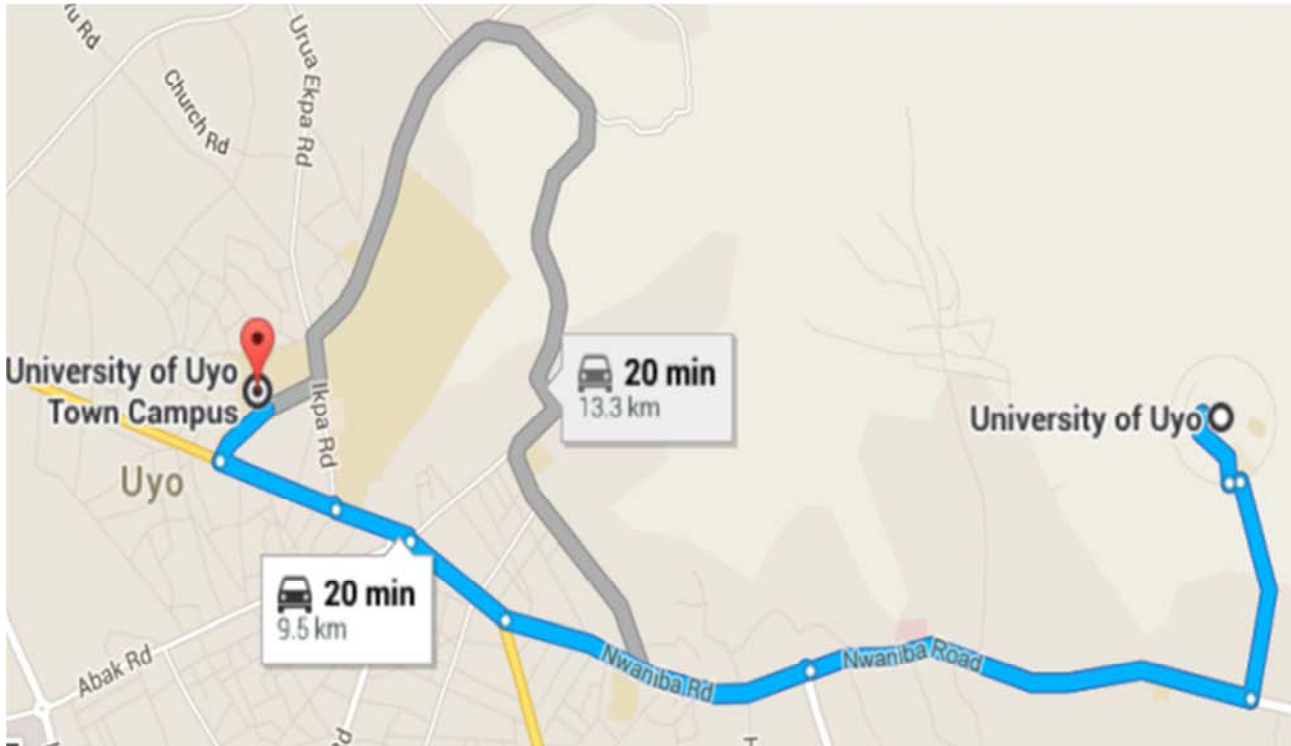 Church Rd
Urua Ekpa Rd
University of Uyo
Town Campus
Ikpa Rd
Uyo
20 min
13.3 km
University of Uyo
20 min
9.5 km
Nwaniba Rd
Nwaniba Road
Abak Rd